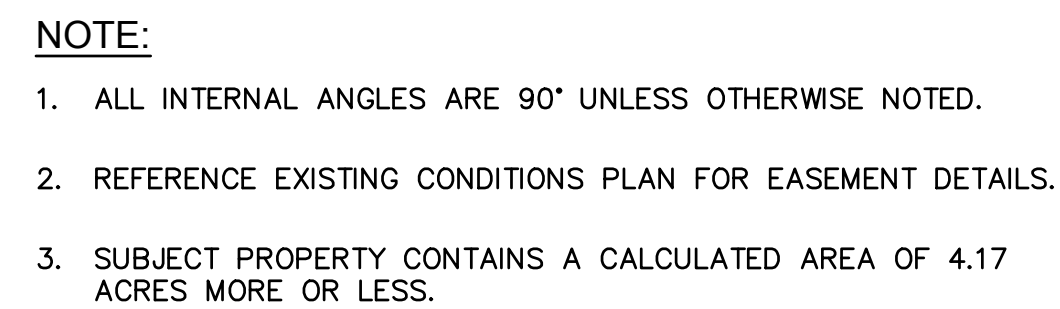 NOTE:
1. ALL INTERNAL ANGLES ARE 90° UNLESS OTHERWISE NOTED.
2. REFERENCE EXISTING CONDITIONS PLAN FOR EASEMENT DETAILS.
3. SUBJECT PROPERTY CONTAINS A CALCULATED AREA OF 4.17
ACRES MORE OR LESS.